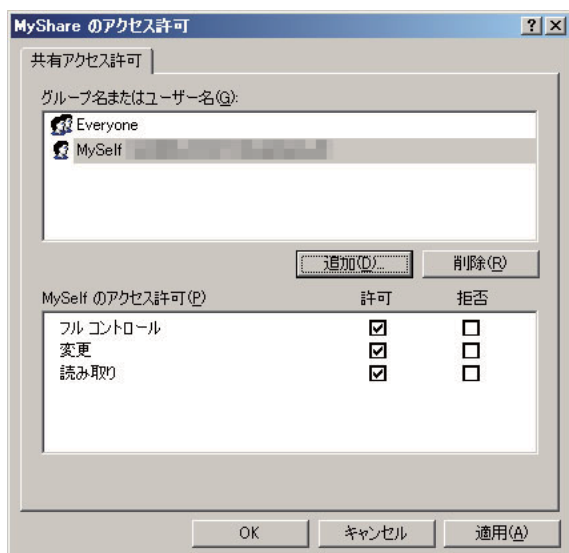 MyShare のアクセス許可
共有アクセス許可
グループ名またはユーザー名(G):
Everyone
MySelf
追加(D)... 削除(R)
MySelf のアクセス許可(P) 許可 拒否
フル コントロール
変更
読み取り
OK キャンセル 適用(A)